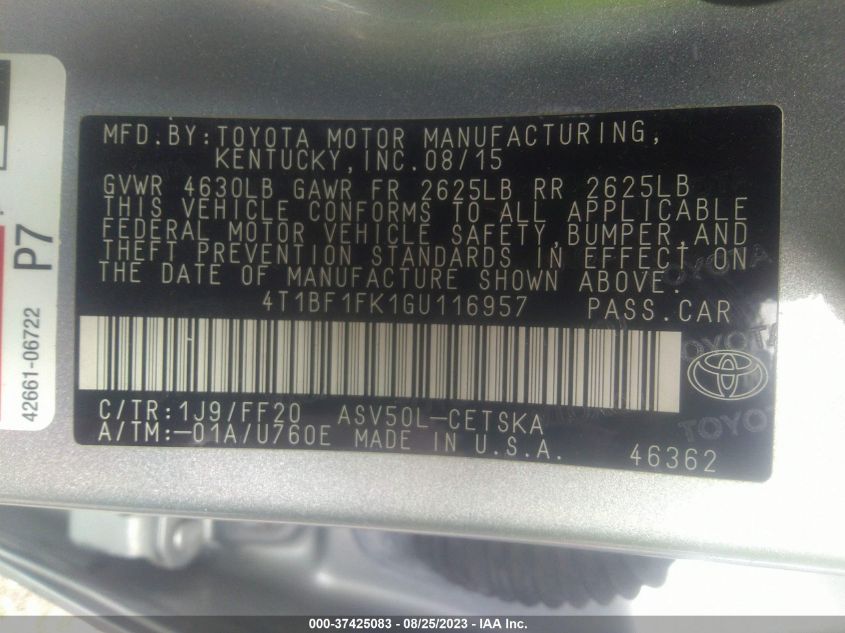 MFD.BY:TOYOTA MOTOR MANUFACTURING,
KENTUCKY,INC.08/15
GVWR 4630LB GAWR FR 2625LB RR 2625LB
THIS VEHICLE CONFORMS TO ALL APPLICABLE
FEDERAL MOTOR VEHICLE SAFETY,BUMPER,AND
THEFT PREVENTION STANDARDS IN EFFECT ON
THE DATE OF MANUFACTURE SHOWN ABOVE.
4T1BF1FK1GU116957 PASS.CAR
C/TR:1J9/FF20 ASV50L-CETSKA
A/TM:-01A/U760E MADE IN U.S.A.
46362
TOYOTA
TOYOTA
P7
42661-06722
000-37425083 - 08/25/2023 - IAA Inc.